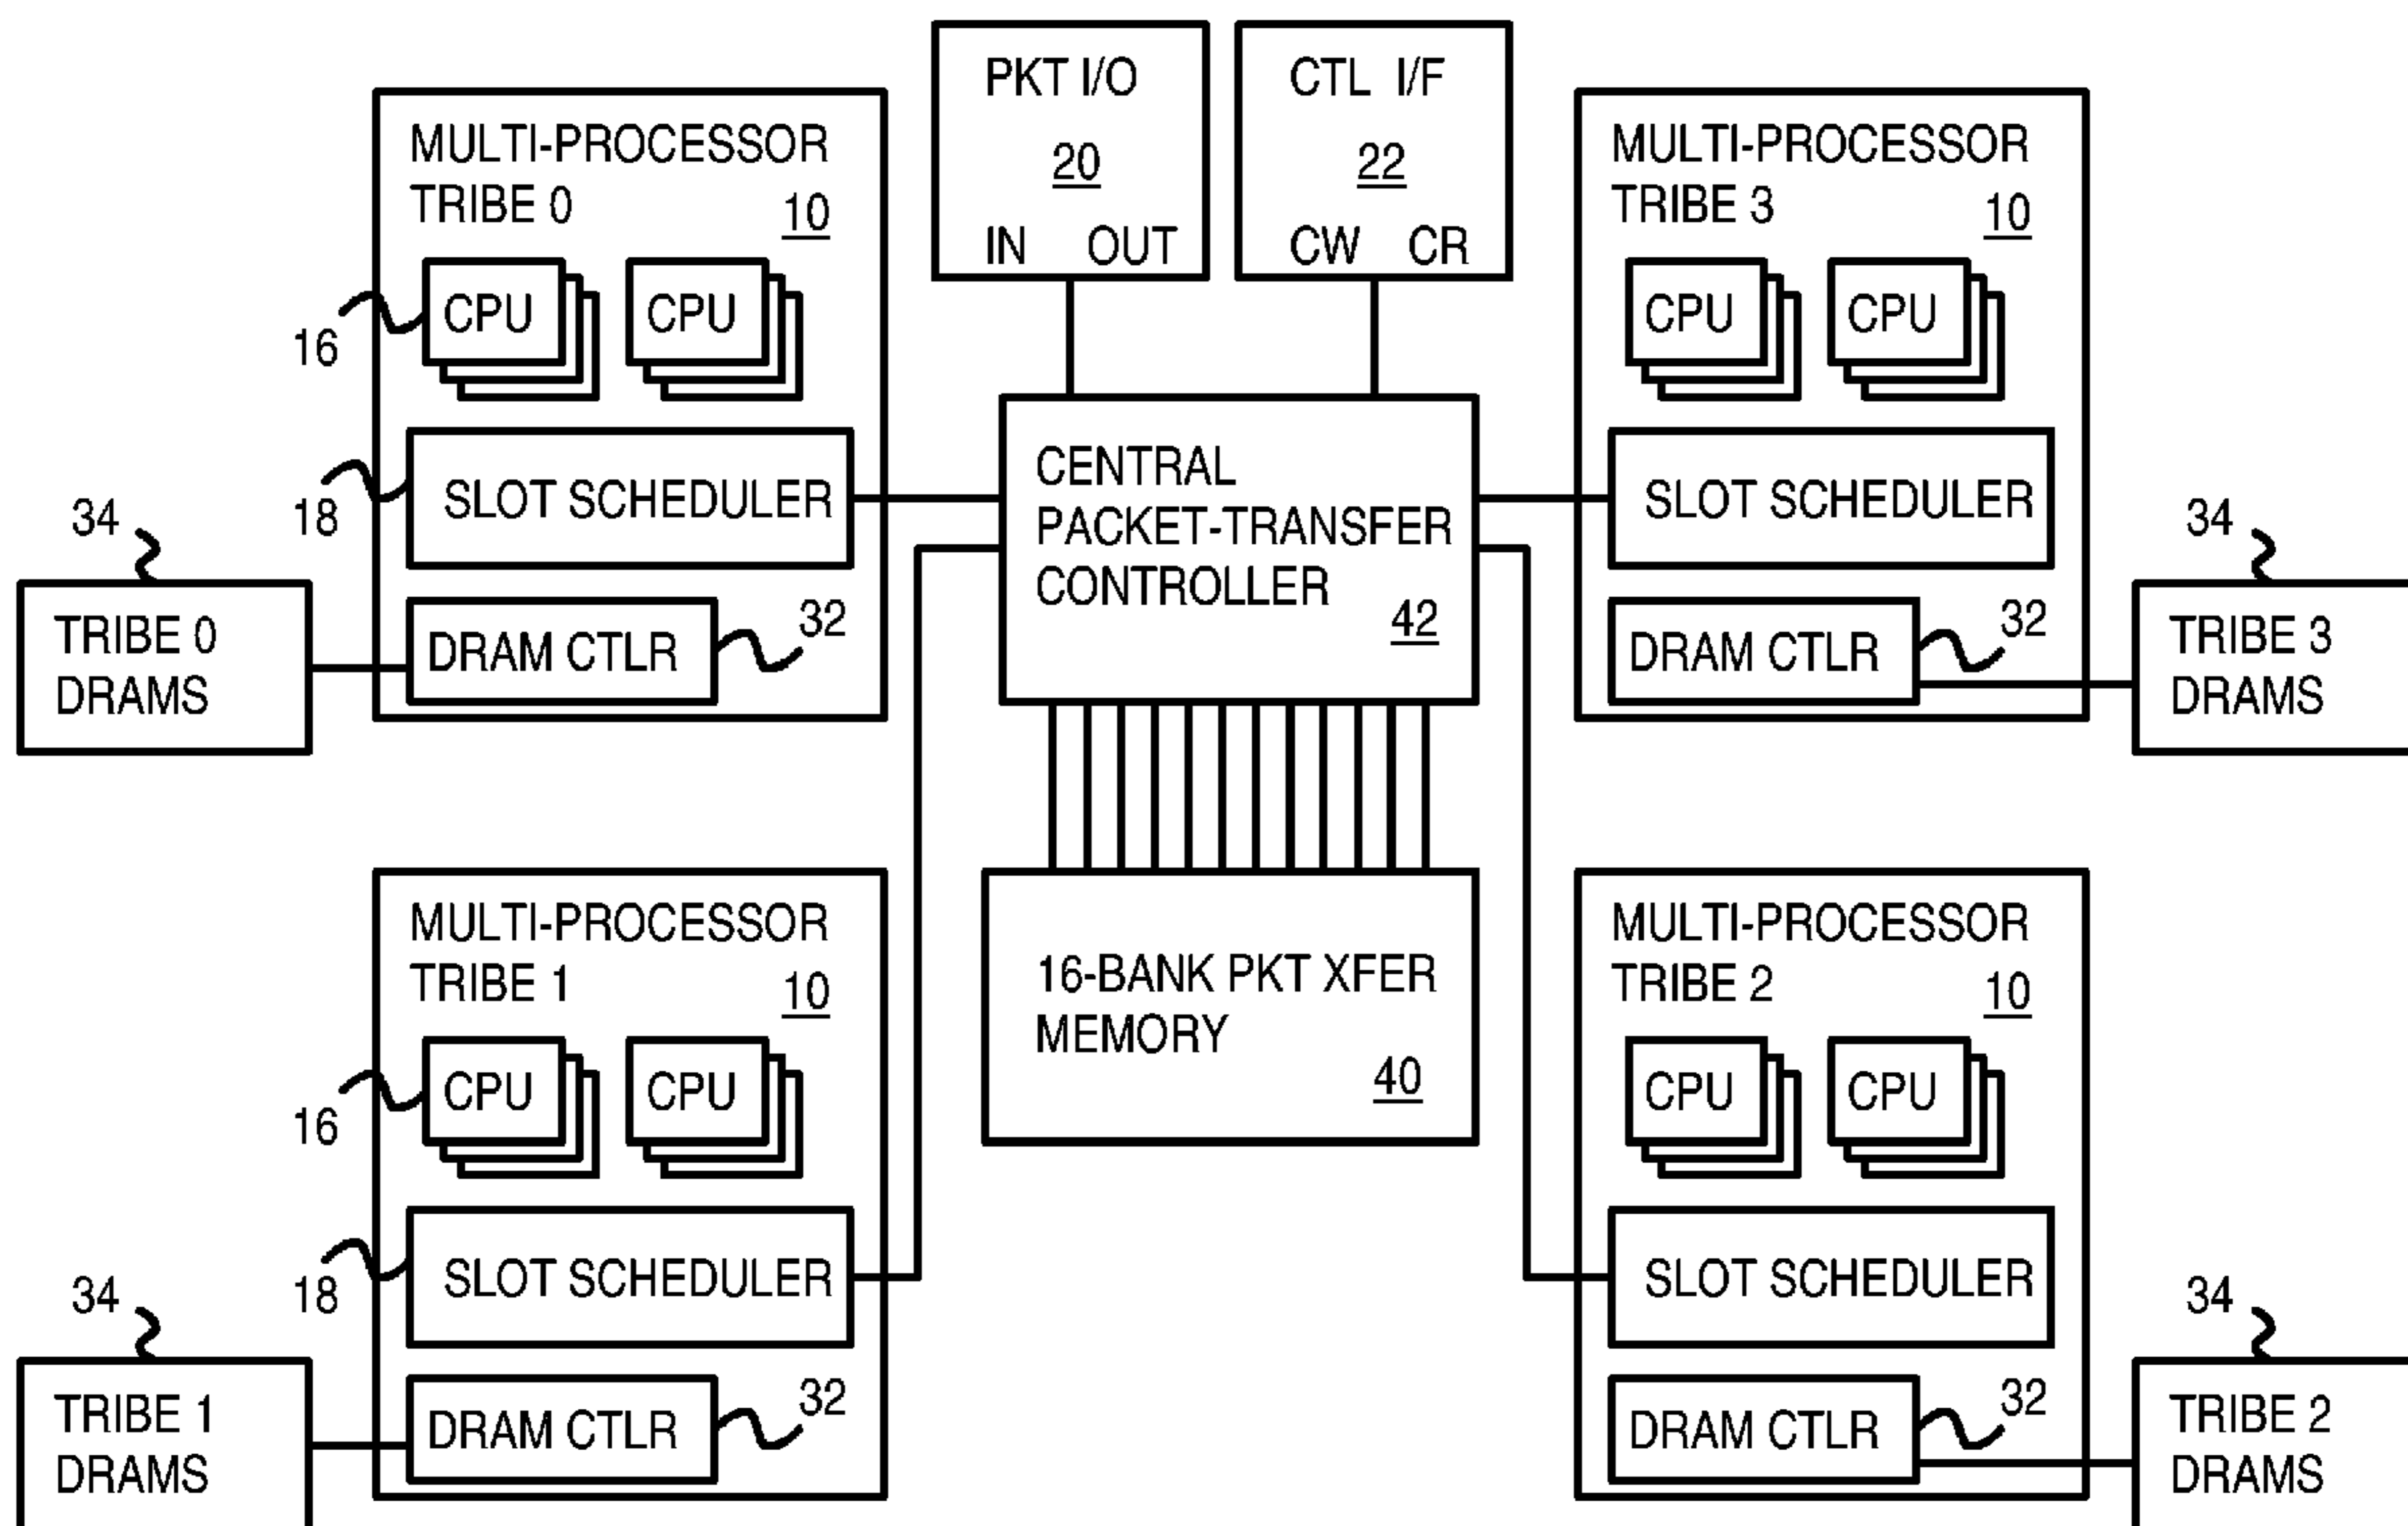 PKT I/O
20
IN OUT
CTL I/F
22
CW CR
MULTI-PROCESSOR
TRIBE 0
10
CPU
CPU
16
SLOT SCHEDULER
18
DRAM CTLR
32
34
TRIBE 0
DRAMS
CENTRAL
PACKET-TRANSFER
CONTROLLER
42
MULTI-PROCESSOR
TRIBE 3
10
CPU
CPU
SLOT SCHEDULER
DRAM CTLR
32
34
TRIBE 3
DRAMS
MULTI-PROCESSOR
TRIBE 1
10
CPU
CPU
16
SLOT SCHEDULER
18
DRAM CTLR
32
34
TRIBE 1
DRAMS
16-BANK PKT XFER
MEMORY
40
MULTI-PROCESSOR
TRIBE 2
10
CPU
CPU
SLOT SCHEDULER
DRAM CTLR
32
34
TRIBE 2
DRAMS